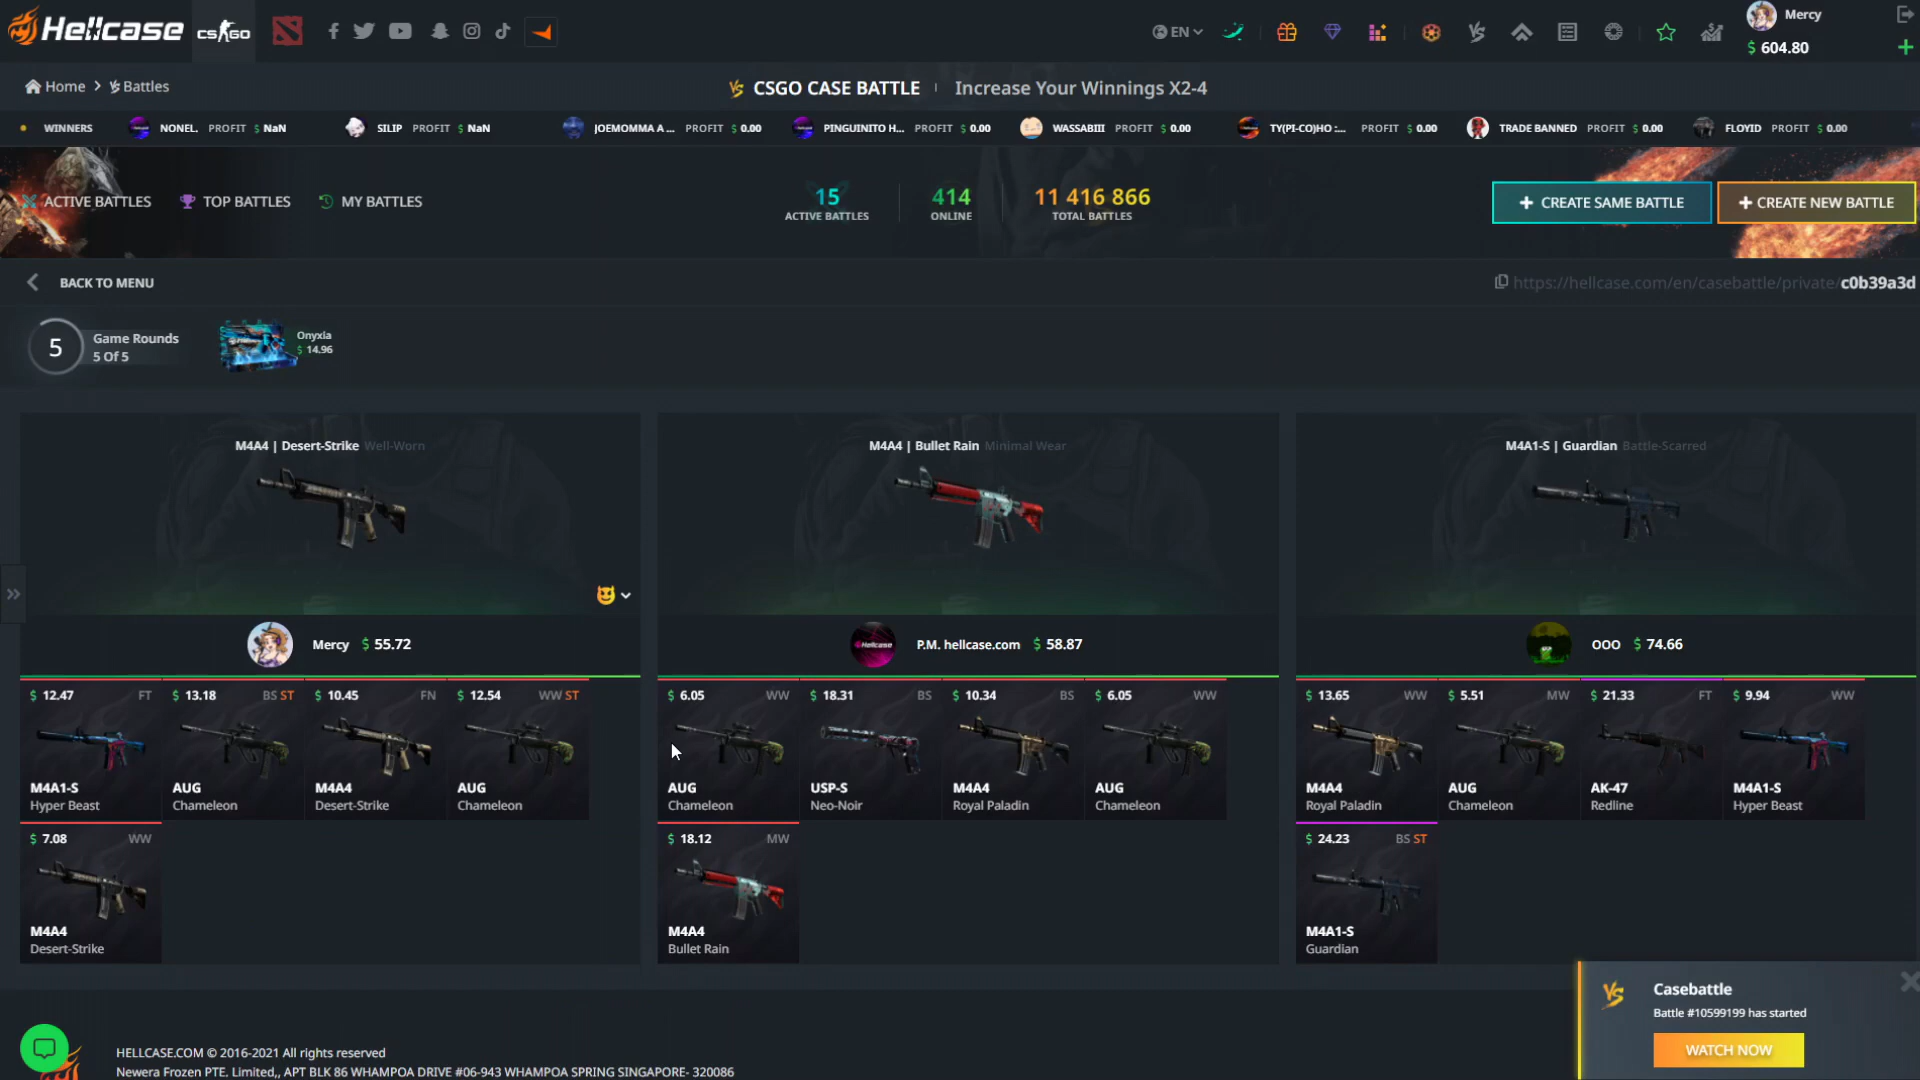 Hellcase
CS:GO
EN
Mercy
$ 604.80
Home > Battles
CSGO CASE BATTLE
Increase Your Winnings X2-4
WINNERS
NONEL. PROFIT $ NaN
SILIP PROFIT $ NaN
JOEMOMMA A ... PROFIT $ 0.00
PINGUINITO H... PROFIT $ 0.00
WASSABIII PROFIT $ 0.00
TY(PI-CO)HO :... PROFIT $ 0.00
TRADE BANNED PROFIT $ 0.00
FLOYID PROFIT $ 0.00
ACTIVE BATTLES
TOP BATTLES
MY BATTLES
15
ACTIVE BATTLES
414
ONLINE
11 416 866
TOTAL BATTLES
+ CREATE SAME BATTLE
+ CREATE NEW BATTLE
BACK TO MENU
https://hellcase.com/en/casebattle/private/c0b39a3d
5
Game Rounds
5 Of 5
Onyxia
$ 14.96
M4A4 | Desert-Strike Well-Worn
Mercy $ 55.72
$ 12.47 FT
M4A1-S
Hyper Beast
$ 13.18 BS ST
AUG
Chameleon
$ 10.45 FN
M4A4
Desert-Strike
$ 12.54 WW ST
AUG
Chameleon
$ 7.08 WW
M4A4
Desert-Strike
M4A4 | Bullet Rain Minimal Wear
P.M. hellcase.com $ 58.87
$ 6.05 WW
AUG
Chameleon
$ 18.31 BS
USP-S
Neo-Noir
$ 10.34 BS
M4A4
Royal Paladin
$ 6.05 WW
AUG
Chameleon
$ 18.12 MW
M4A4
Bullet Rain
M4A1-S | Guardian Battle-Scarred
OOO $ 74.66
$ 13.65 WW
M4A4
Royal Paladin
$ 5.51 MW
AUG
Chameleon
$ 21.33 FT
AK-47
Redline
$ 9.94 WW
M4A1-S
Hyper Beast
$ 24.23 BS ST
M4A1-S
Guardian
Casebattle
Battle #10599199 has started
WATCH NOW
HELLCASE.COM © 2016-2021 All rights reserved
Newera Frozen PTE. Limited,, APT BLK 86 WHAMPOA DRIVE #06-943 WHAMPOA SPRING SINGAPORE- 320086